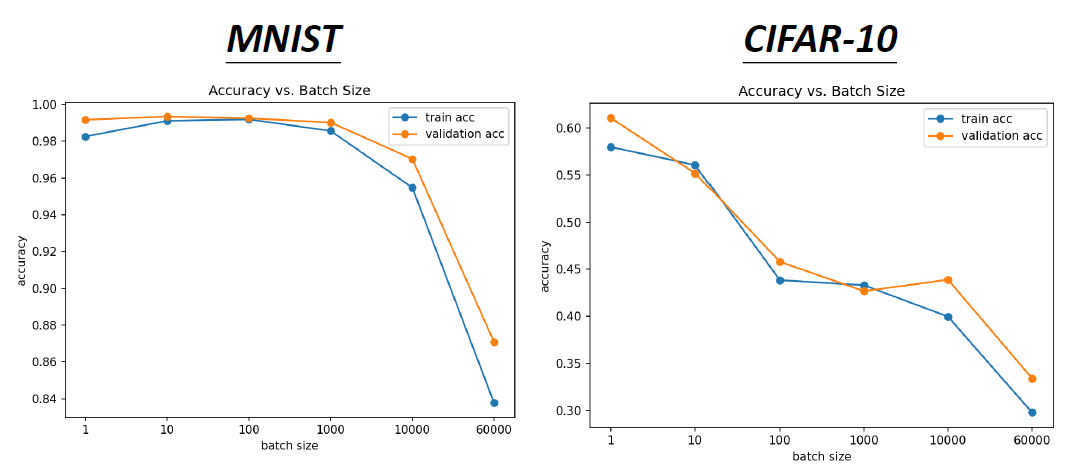 MNIST
Accuracy vs. Batch Size
train acc
validation acc
1.00
0.98
0.96
0.94
0.92
0.90
0.88
0.86
0.84
accuracy
1 10 100 1000 10000 60000
batch size
CIFAR-10
Accuracy vs. Batch Size
train acc
validation acc
0.60
0.55
0.50
0.45
0.40
0.35
0.30
accuracy
1 10 100 1000 10000 60000
batch size